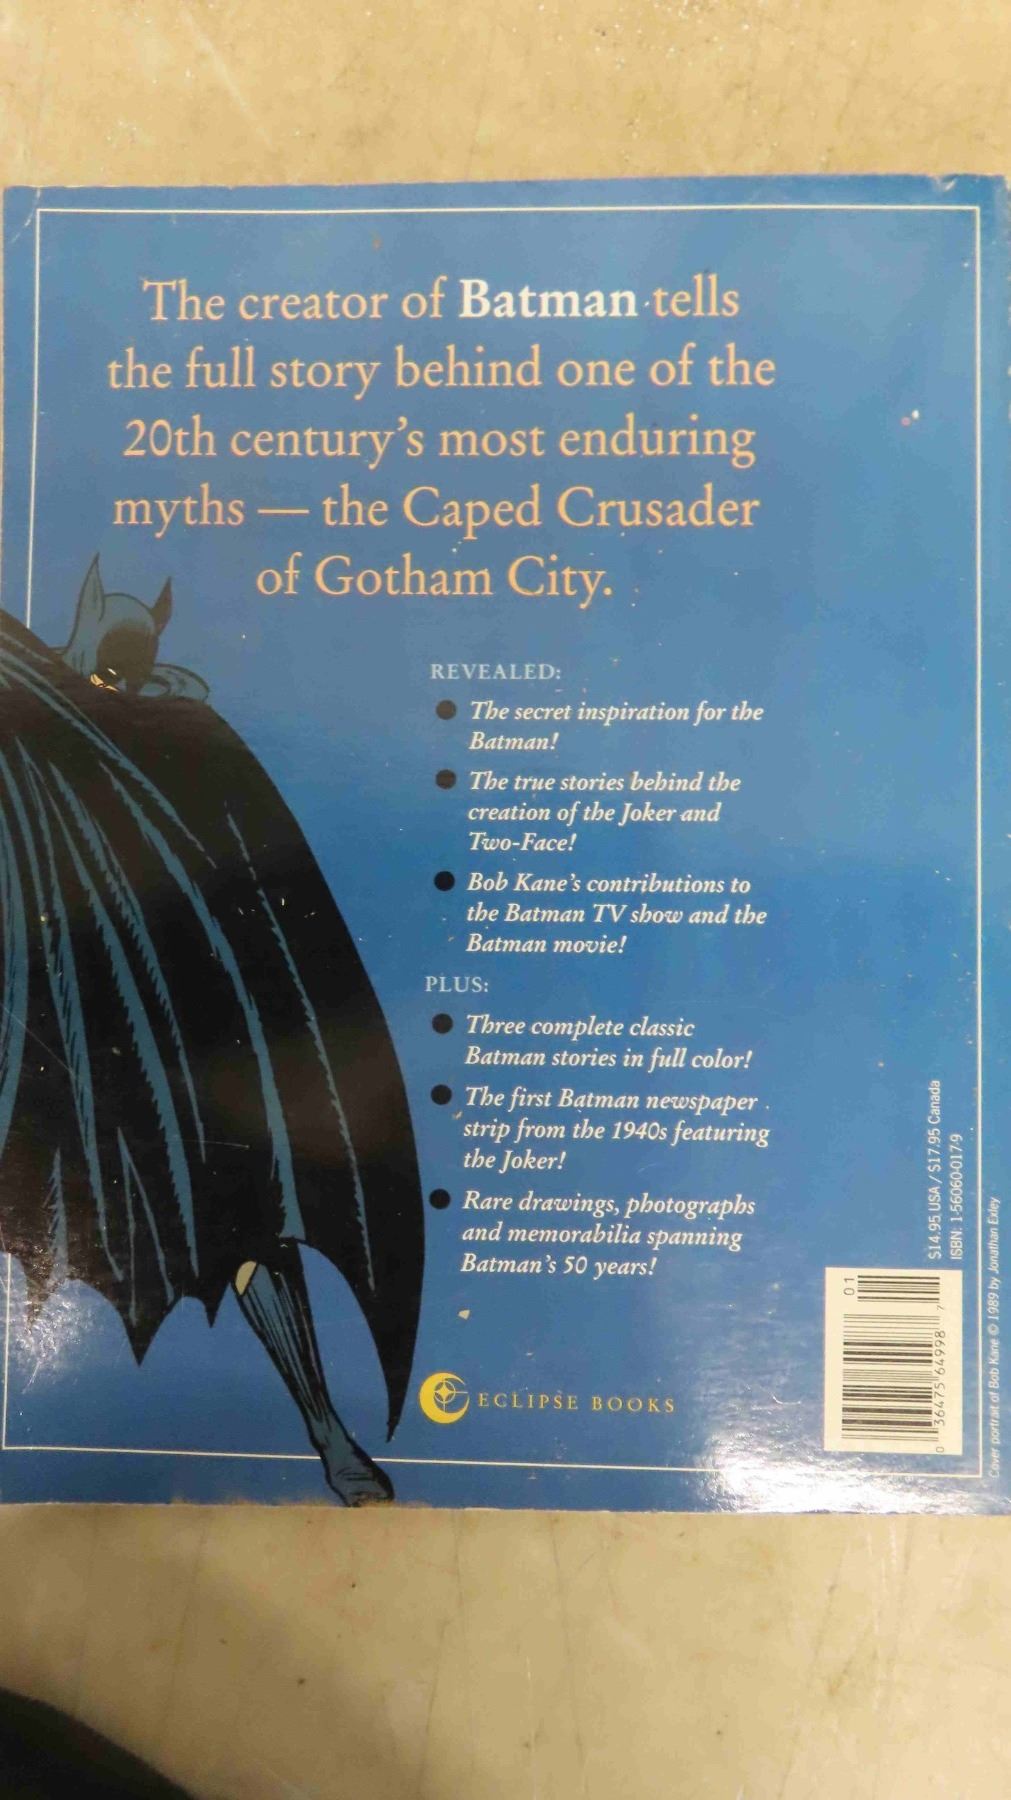 The creator of Batman tells
the full story behind one of the
20th century's most enduring
myths — the Caped Crusader
of Gotham City.
REVEALED:
● The secret inspiration for the
Batman!
● The true stories behind the
creation of the Joker and
Two-Face!
● Bob Kane's contributions to
the Batman TV show and the
Batman movie!
PLUS:
● Three complete classic
Batman stories in full color!
● The first Batman newspaper
strip from the 1940s featuring
the Joker!
● Rare drawings, photographs
and memorabilia spanning
Batman's 50 years!
ECLIPSE BOOKS
$14.95 USA / $17.95 Canada
ISBN: 1-56060-017-9
01
0 36475 64998 7
Cover portrait of Bob Kane © 1989 by Jonathan Exley